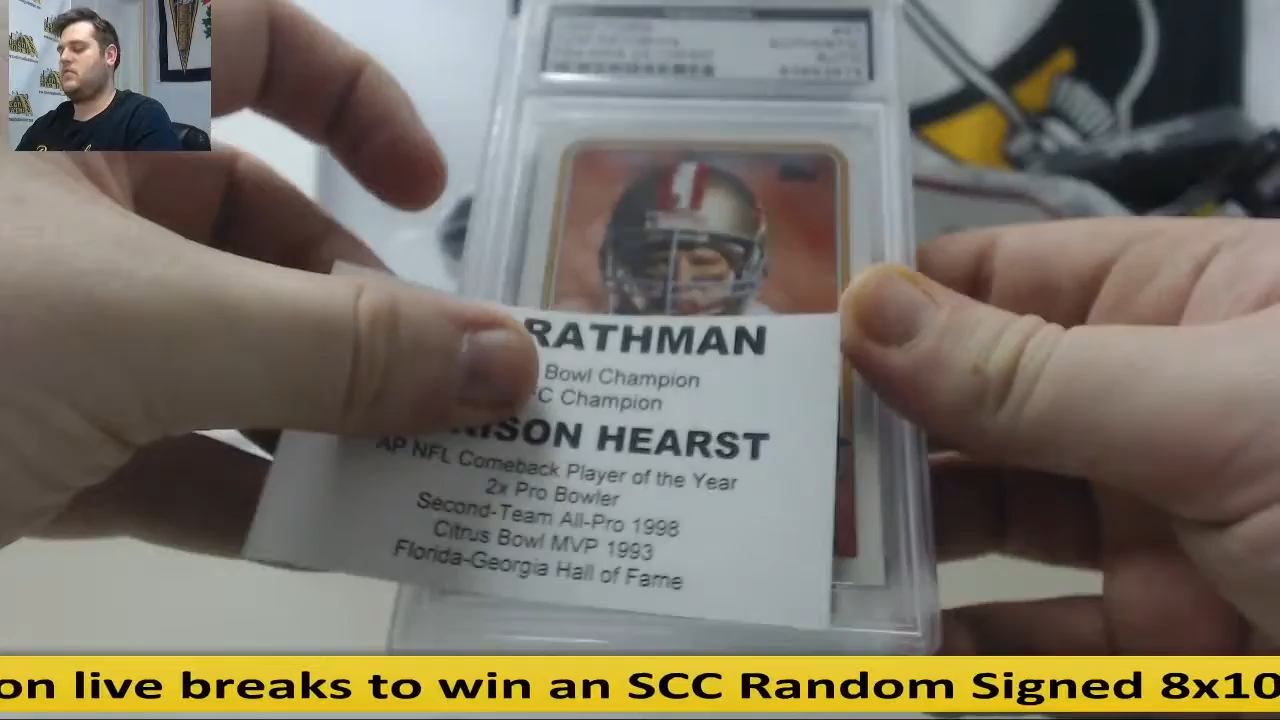 RATHMAN
Bowl Champion
C Champion
ISON HEARST
AP NFL Comeback Player of the Year
2x Pro Bowler
Second-Team All-Pro 1998
Citrus Bowl MVP 1993
Florida-Georgia Hall of Fame
on live breaks to win an SCC Random Signed 8x10